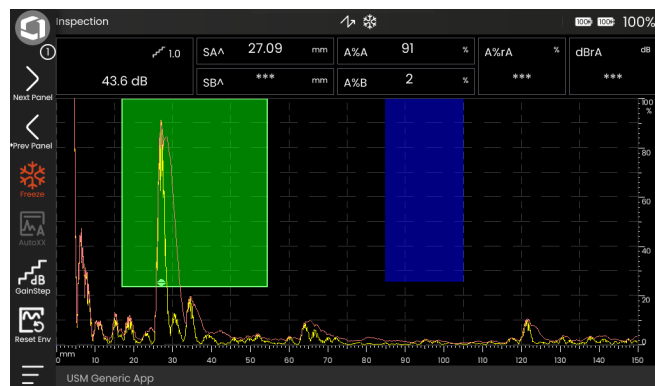 Inspection
100% 100% 100%
1
1.0
43.6 dB
SA^ 27.09 mm
SB^ *** mm
A%A 91 %
A%B 2 %
A%rA %
***
dBrA dB
***
Next Panel
Prev Panel
Freeze
AutoXX
dB
GainStep
Reset Env
100
%
80
60
40
20
0
0 mm 10 20 30 40 50 60 70 80 90 100 110 120 130 140 150
USM Generic App